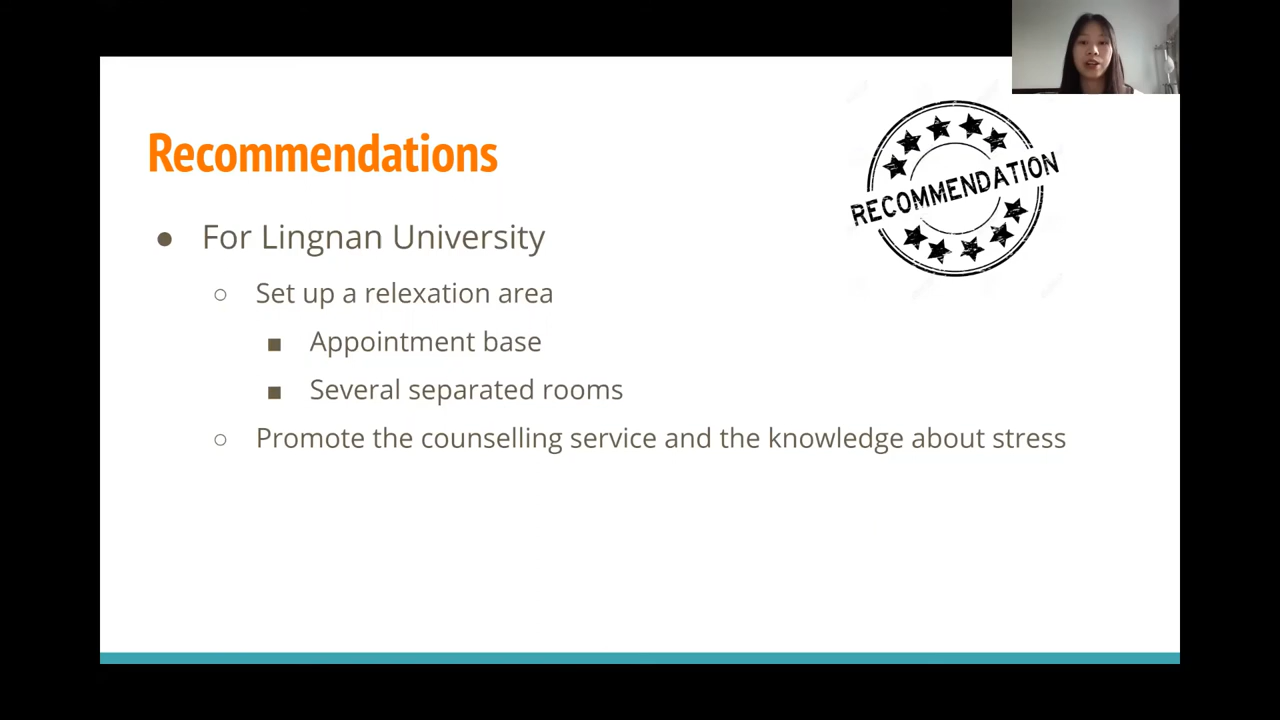 Recommendations
RECOMMENDATION
● For Lingnan University
○ Set up a relexation area
■ Appointment base
■ Several separated rooms
○ Promote the counselling service and the knowledge about stress